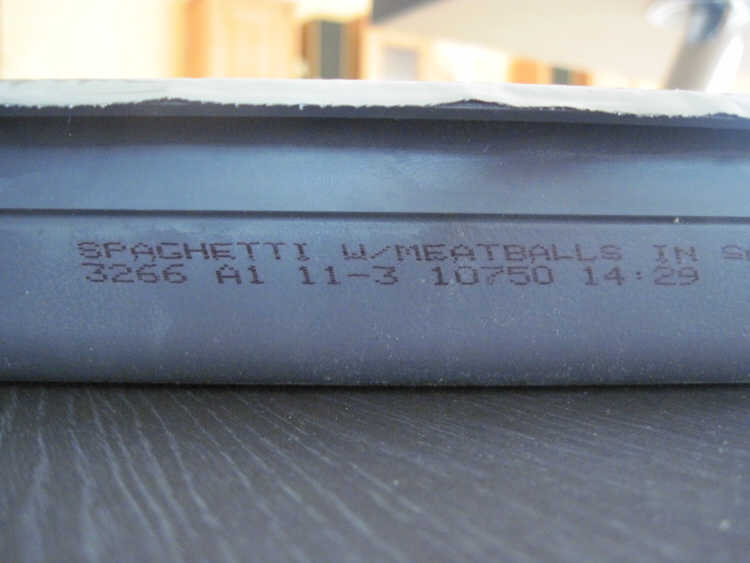 SPAGHETTI W/MEATBALLS IN
3266 A1 11-3 10750 14:29